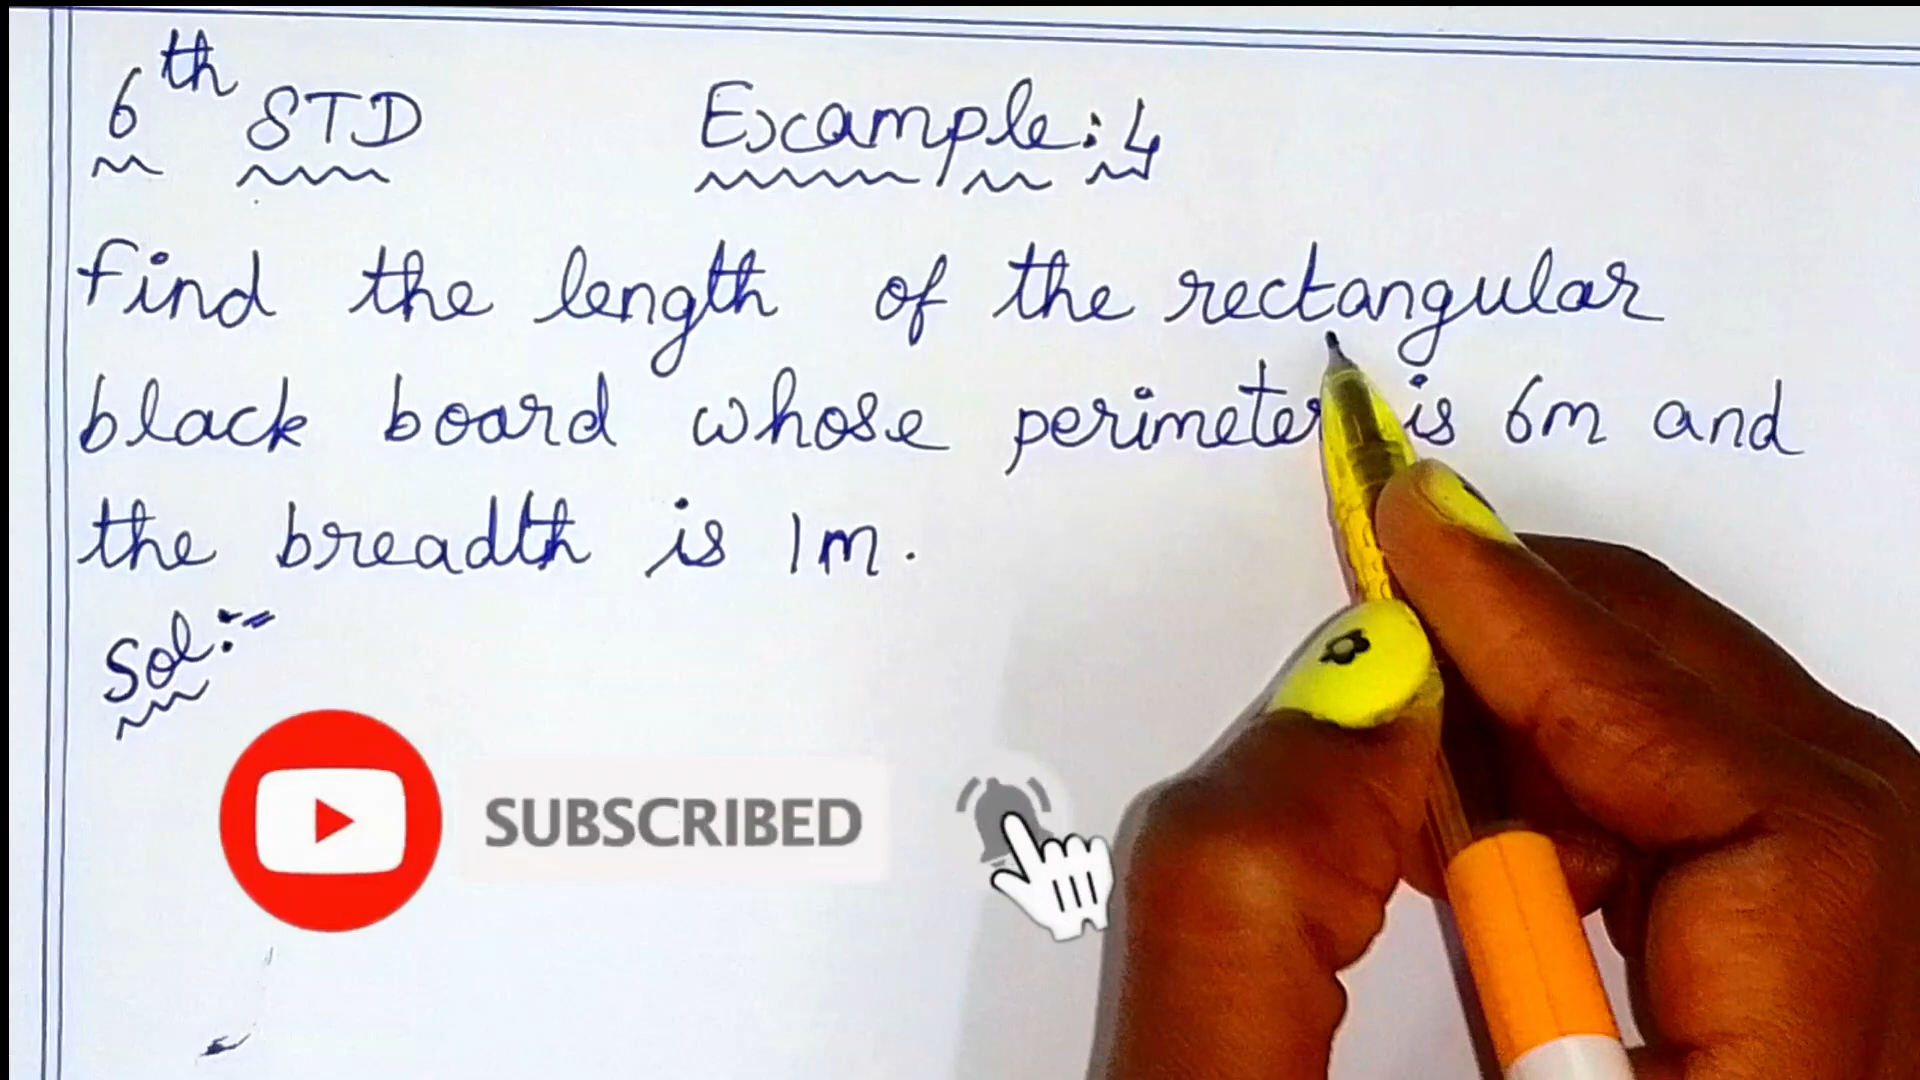 6th STD Example: 4
Find the length of the rectangular
black board whose perimeter is 6m and
the breadth is 1m.
Sol:-
SUBSCRIBED